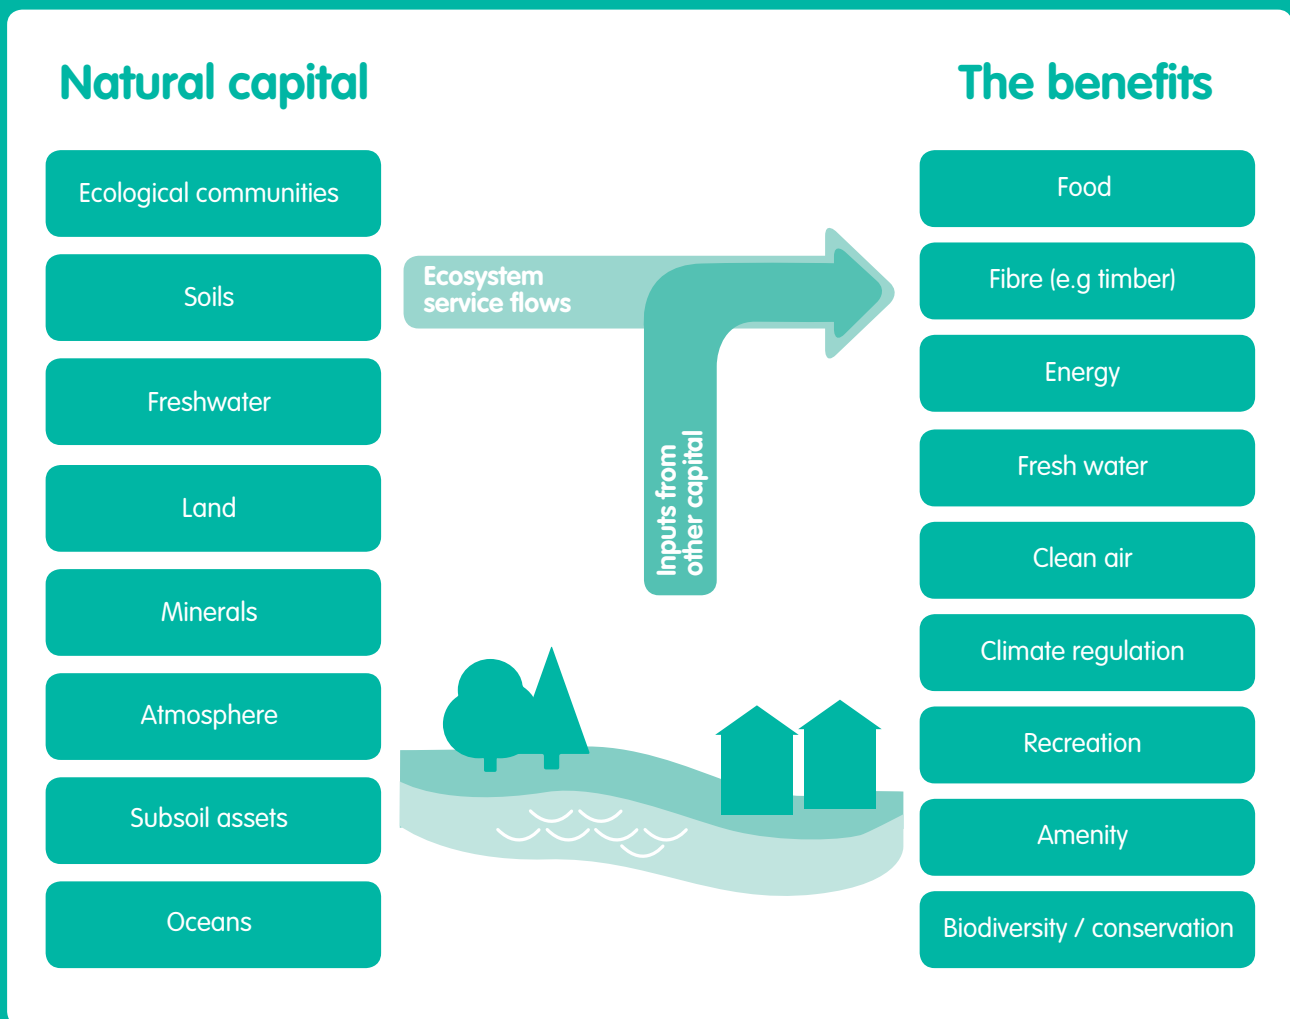 Natural capital
Ecological communities
Soils
Freshwater
Land
Minerals
Atmosphere
Subsoil assets
Oceans
Ecosystem
service flows
Inputs from
other capital
The benefits
Food
Fibre (e.g timber)
Energy
Fresh water
Clean air
Climate regulation
Recreation
Amenity
Biodiversity / conservation